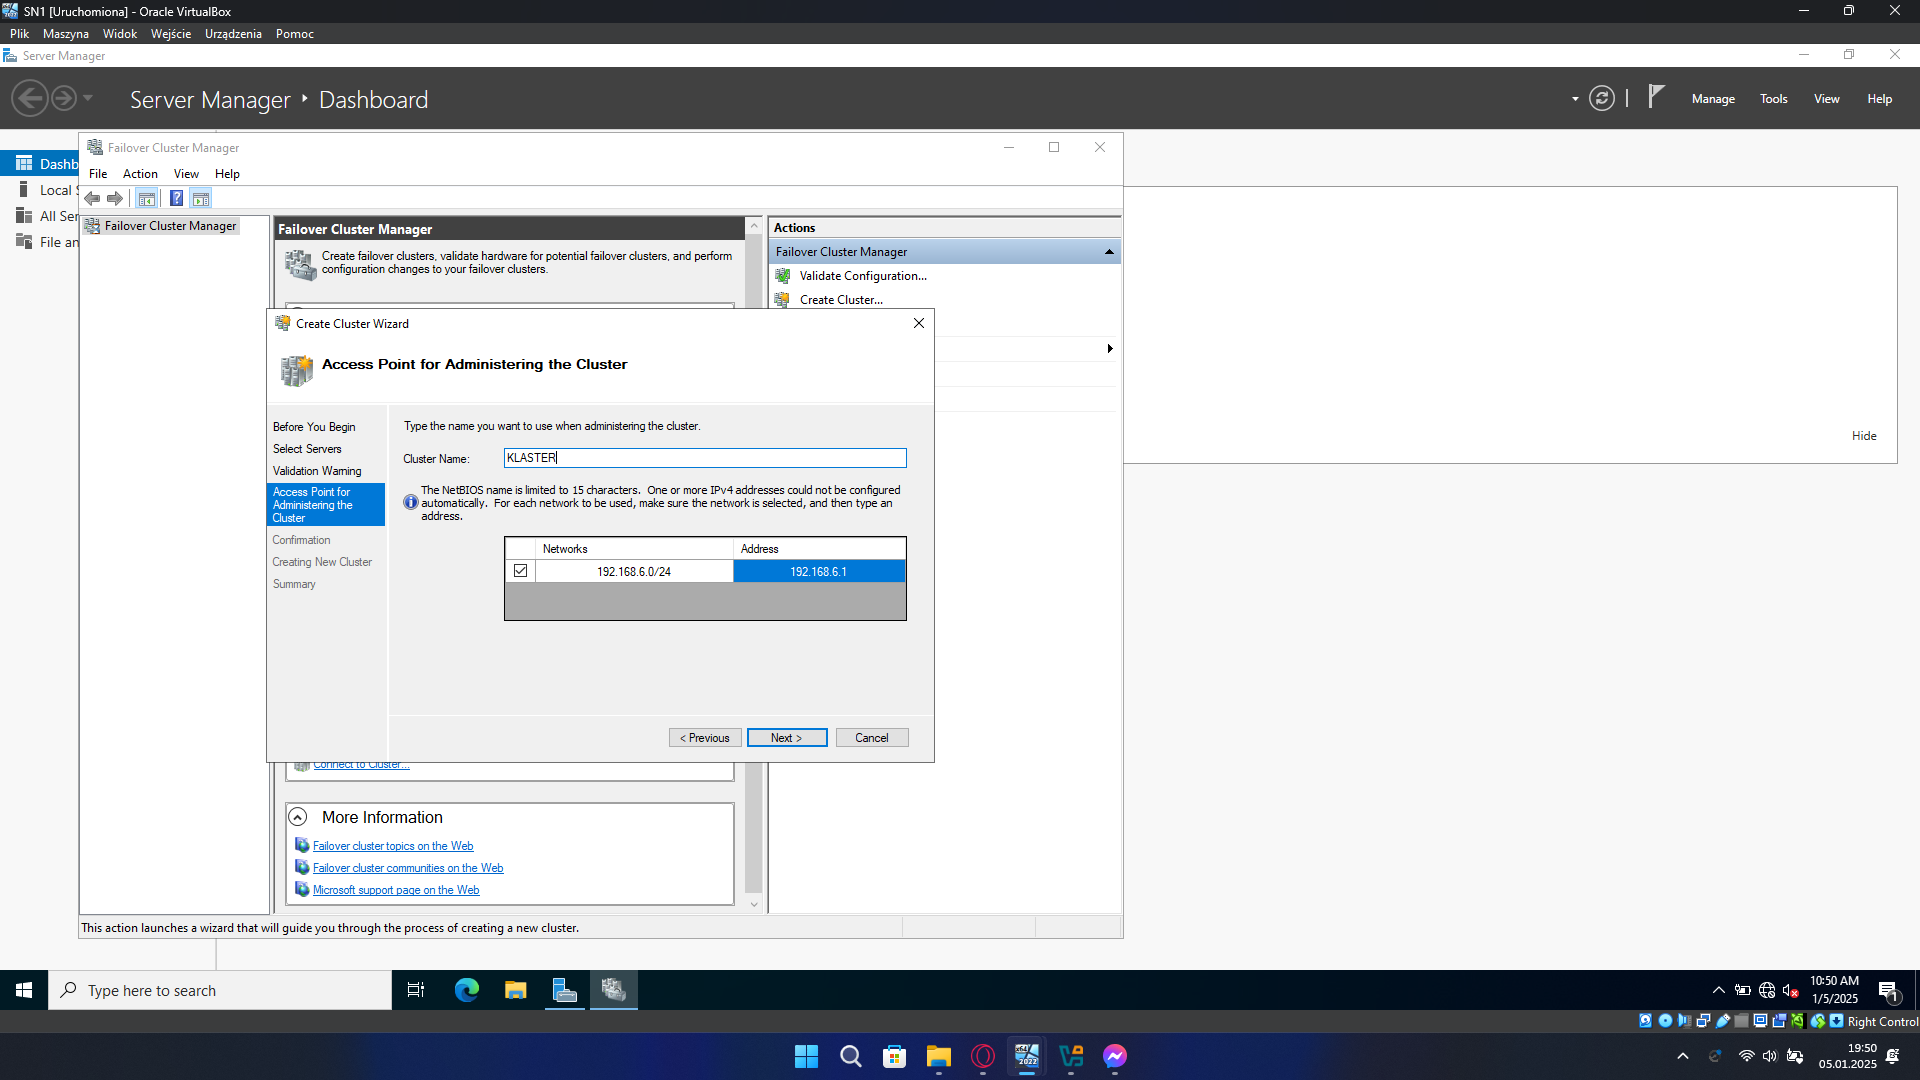 SN1 [Uruchomiona] - Oracle VirtualBox
Plik Maszyna Widok Wejście Urządzenia Pomoc
Server Manager
Server Manager Dashboard
Manage Tools View Help
Dashb
Local S
All Ser
File an
Failover Cluster Manager
File Action View Help
Failover Cluster Manager
Failover Cluster Manager
Create failover clusters, validate hardware for potential failover clusters, and perform
configuration changes to your failover clusters.
Actions
Failover Cluster Manager
Validate Configuration...
Create Cluster...
Hide
Create Cluster Wizard
Access Point for Administering the Cluster
Before You Begin
Select Servers
Validation Warning
Access Point for
Administering the
Cluster
Confirmation
Creating New Cluster
Summary
Type the name you want to use when administering the cluster.
Cluster Name: KLASTER
The NetBIOS name is limited to 15 characters. One or more IPv4 addresses could not be configured
automatically. For each network to be used, make sure the network is selected, and then type an
address.
Networks Address
192.168.6.0/24 192.168.6.1
< Previous Next > Cancel
Connect to Cluster...
More Information
Failover cluster topics on the Web
Failover cluster communities on the Web
Microsoft support page on the Web
This action launches a wizard that will guide you through the process of creating a new cluster.
Type here to search
10:50 AM
1/5/2025
1
Right Control
19:50
05.01.2025